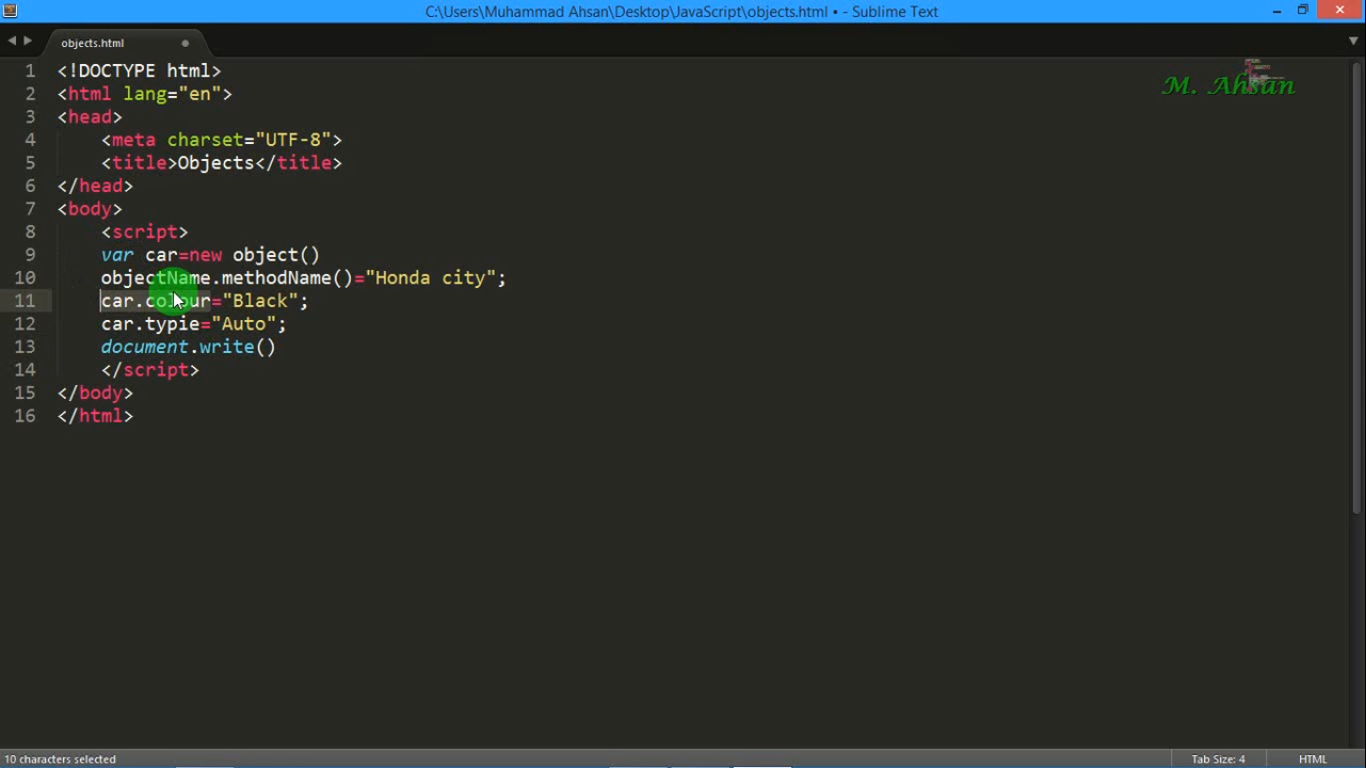 C:\Users\Muhammad Ahsan\Desktop\JavaScript\objects.html • - Sublime Text
objects.html
M. Ahsan
1 <!DOCTYPE html>
2 <html lang="en">
3 <head>
4     <meta charset="UTF-8">
5     <title>Objects</title>
6 </head>
7 <body>
8     <script>
9     var car=new object()
10     objectName.methodName()="Honda city";
11     car.colour="Black";
12     car.typie="Auto";
13     document.write()
14     </script>
15 </body>
16 </html>
10 characters selected
Tab Size: 4
HTML